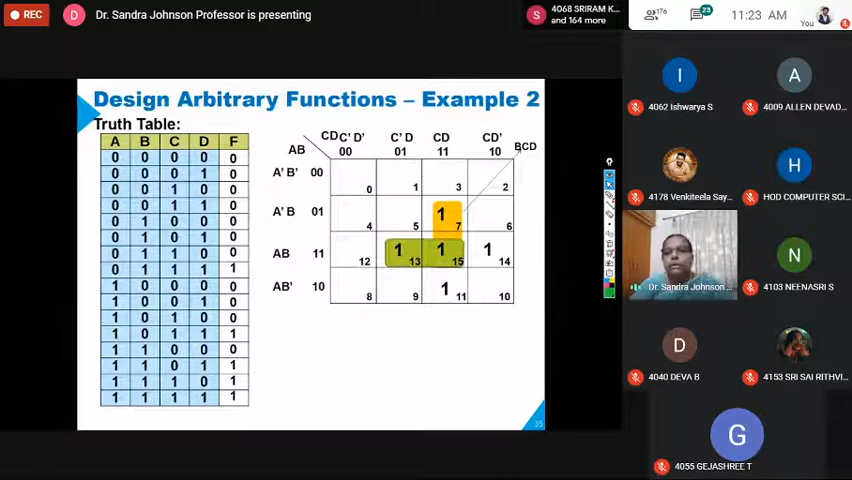 REC
D
Dr. Sandra Johnson Professor is presenting
S
4068 SRIRAM K...
and 164 more
176
23
11:23 AM
You
Design Arbitrary Functions – Example 2
Truth Table:
A B C D F
0 0 0 0 0
0 0 0 1 0
0 0 1 0 0
0 0 1 1 0
0 1 0 0 0
0 1 0 1 0
0 1 1 0 0
0 1 1 1 1
1 0 0 0 0
1 0 0 1 0
1 0 1 0 0
1 0 1 1 1
1 1 0 0 0
1 1 0 1 1
1 1 1 0 1
1 1 1 1 1
CD C' D' C' D CD CD'
AB 00 01 11 10
BCD
A' B' 00
0 1 3 2
A' B 01
1
4 5 7 6
AB 11
1 1 1
12 13 15 14
AB' 10
1
8 9 11 10
35
I
4062 Ishwarya S
A
4009 ALLEN DEVAD...
4178 Venkiteela Say...
H
HOD COMPUTER SCI...
Dr. Sandra Johnson ...
N
4103 NEENASRI S
D
4040 DEVA B
4153 SRI SAI RITHVI...
G
4055 GEJASHREE T